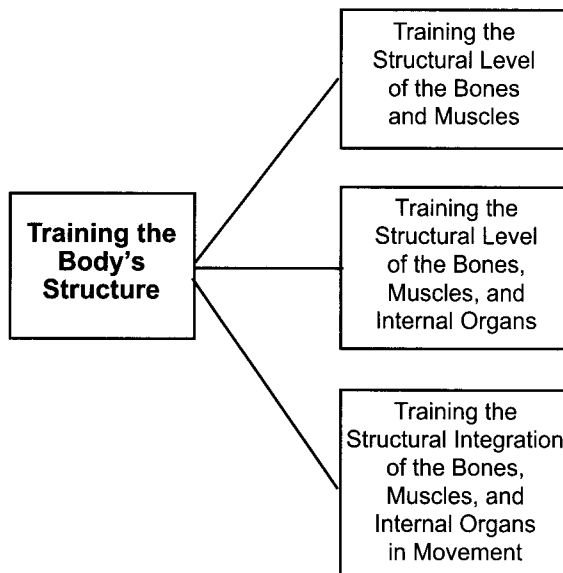 Training the
Structural Level
of the Bones
and Muscles
Training the
Body's
Structure
Training the
Structural Level
of the Bones,
Muscles, and
Internal Organs
Training the
Structural Integration
of the Bones,
Muscles, and
Internal Organs
in Movement